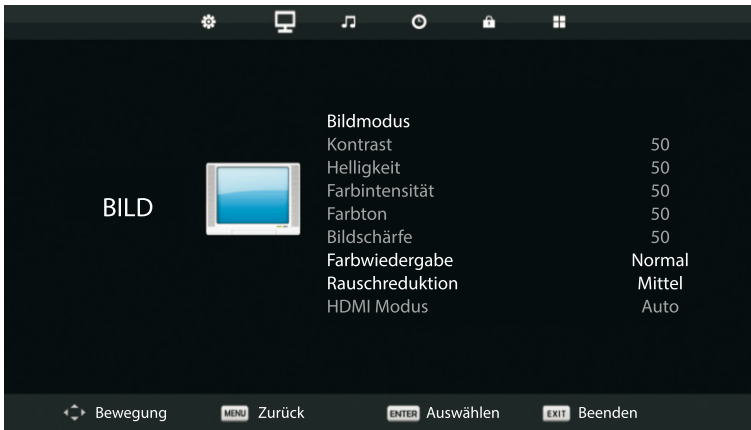 Bildmodus
Kontrast 50
Helligkeit 50
Farbintensität 50
BILD
Farbton 50
Bildschärfe 50
Farbwiedergabe Normal
Rauschreduktion Mittel
HDMI Modus Auto
Bewegung MENU Zurück ENTER Auswählen EXIT Beenden